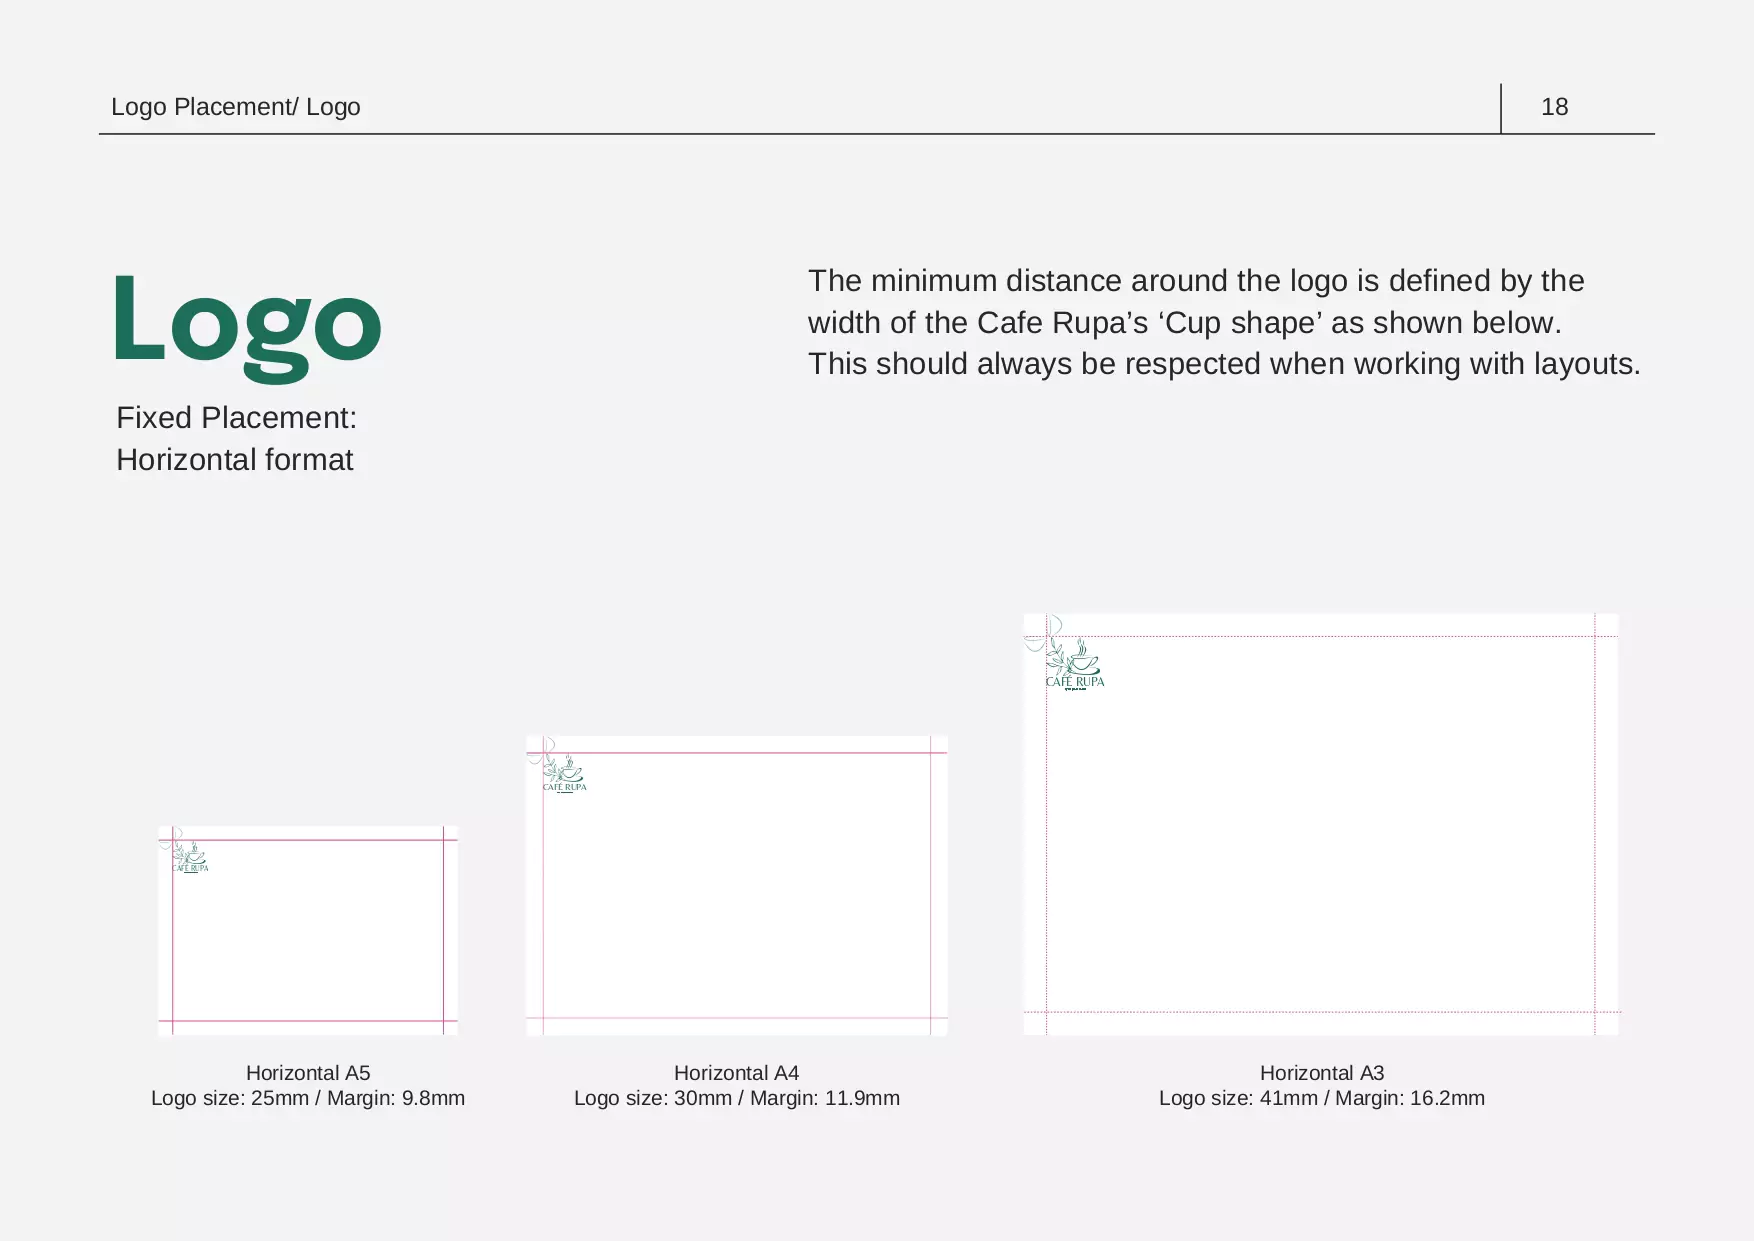 Logo Placement/ Logo
18
Logo
Fixed Placement:
Horizontal format
The minimum distance around the logo is defined by the
width of the Cafe Rupa’s ‘Cup shape’ as shown below.
This should always be respected when working with layouts.
CAFÉ RUPA
CAFÉ RUPA
CAFÉ RUPA
Horizontal A5
Logo size: 25mm / Margin: 9.8mm
Horizontal A4
Logo size: 30mm / Margin: 11.9mm
Horizontal A3
Logo size: 41mm / Margin: 16.2mm